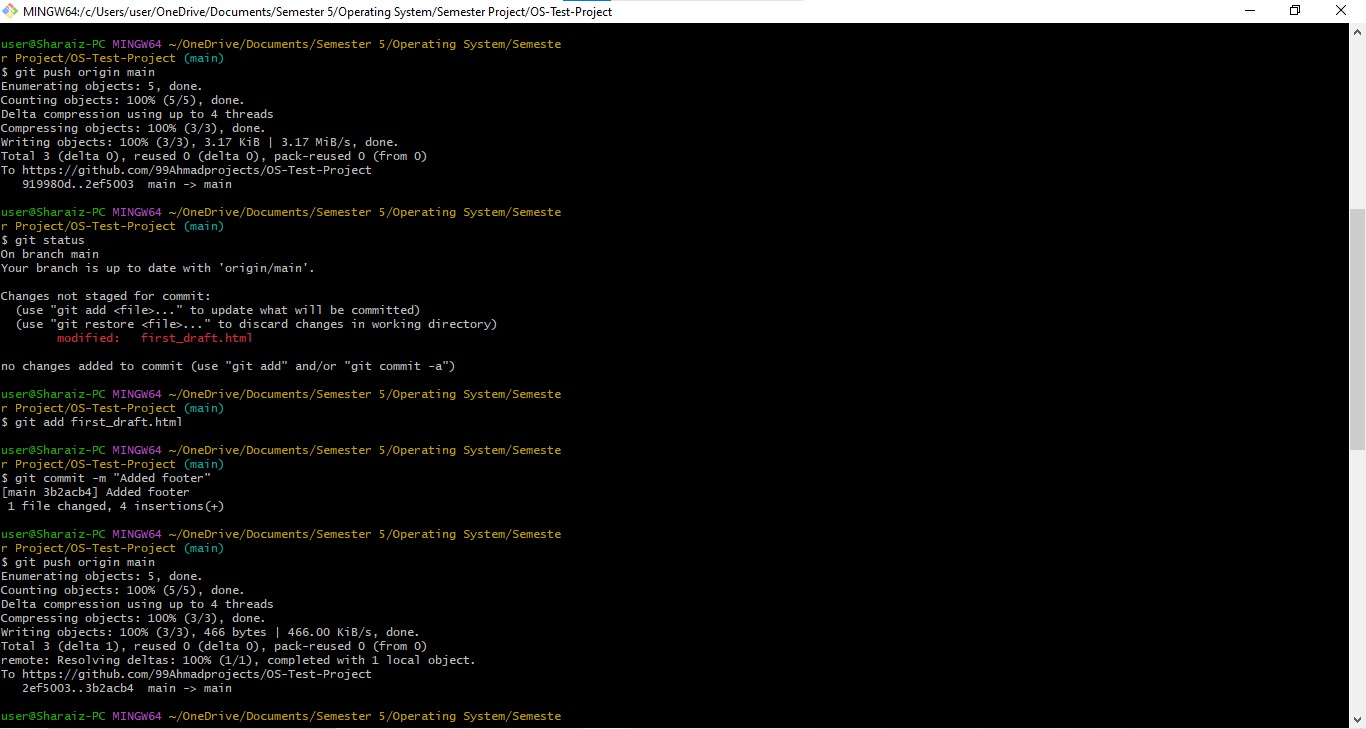 MINGW64:/c/Users/user/OneDrive/Documents/Semester 5/Operating System/Semester Project/OS-Test-Project
user@Sharaiz-PC MINGW64 ~/OneDrive/Documents/Semester 5/Operating System/Semeste
r Project/OS-Test-Project (main)
$ git push origin main
Enumerating objects: 5, done.
Counting objects: 100% (5/5), done.
Delta compression using up to 4 threads
Compressing objects: 100% (3/3), done.
Writing objects: 100% (3/3), 3.17 KiB | 3.17 MiB/s, done.
Total 3 (delta 0), reused 0 (delta 0), pack-reused 0 (from 0)
To https://github.com/99Ahmadprojects/OS-Test-Project
   919980d..2ef5003  main -> main
user@Sharaiz-PC MINGW64 ~/OneDrive/Documents/Semester 5/Operating System/Semeste
r Project/OS-Test-Project (main)
$ git status
On branch main
Your branch is up to date with 'origin/main'.
Changes not staged for commit:
  (use "git add <file>..." to update what will be committed)
  (use "git restore <file>..." to discard changes in working directory)
        modified:   first_draft.html
no changes added to commit (use "git add" and/or "git commit -a")
user@Sharaiz-PC MINGW64 ~/OneDrive/Documents/Semester 5/Operating System/Semeste
r Project/OS-Test-Project (main)
$ git add first_draft.html
user@Sharaiz-PC MINGW64 ~/OneDrive/Documents/Semester 5/Operating System/Semeste
r Project/OS-Test-Project (main)
$ git commit -m "Added footer"
[main 3b2acb4] Added footer
 1 file changed, 4 insertions(+)
user@Sharaiz-PC MINGW64 ~/OneDrive/Documents/Semester 5/Operating System/Semeste
r Project/OS-Test-Project (main)
$ git push origin main
Enumerating objects: 5, done.
Counting objects: 100% (5/5), done.
Delta compression using up to 4 threads
Compressing objects: 100% (3/3), done.
Writing objects: 100% (3/3), 466 bytes | 466.00 KiB/s, done.
Total 3 (delta 1), reused 0 (delta 0), pack-reused 0 (from 0)
remote: Resolving deltas: 100% (1/1), completed with 1 local object.
To https://github.com/99Ahmadprojects/OS-Test-Project
   2ef5003..3b2acb4  main -> main
user@Sharaiz-PC MINGW64 ~/OneDrive/Documents/Semester 5/Operating System/Semeste